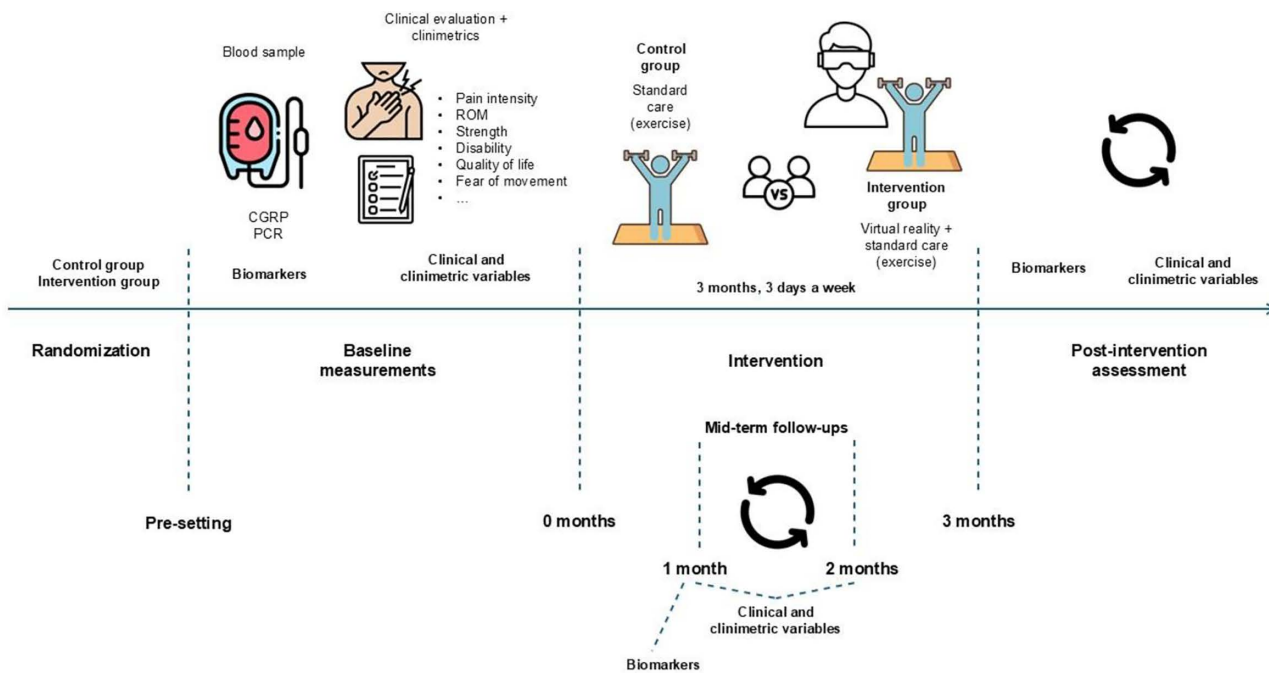 Blood sample
CGRP
PCR
Clinical evaluation +
clinimetrics
• Pain intensity
• ROM
• Strength
• Disability
• Quality of life
• Fear of movement
• ...
Control
group
Standard
care
(exercise)
VS
Intervention
group
Virtual reality +
standard care
(exercise)
Control group
Intervention group
Biomarkers
Clinical and
clinimetric variables
3 months, 3 days a week
Biomarkers
Clinical and
clinimetric variables
Randomization
Baseline
measurements
Intervention
Post-intervention
assessment
Mid-term follow-ups
Pre-setting
0 months
3 months
1 month
2 months
Clinical and
clinimetric variables
Biomarkers